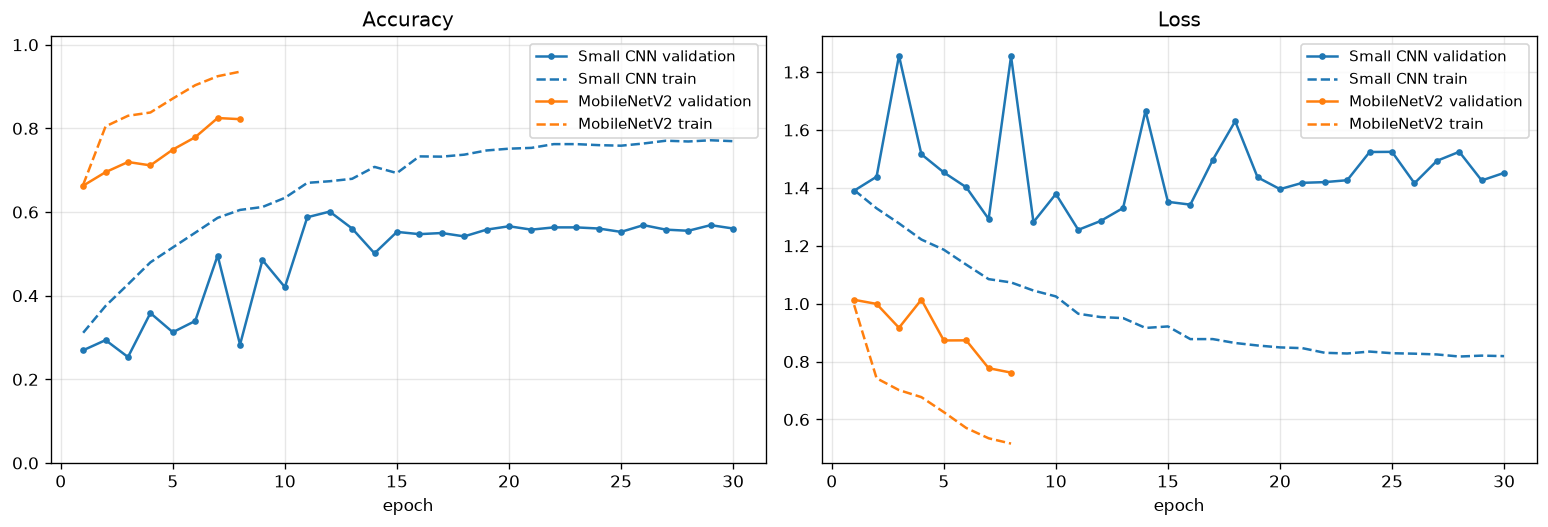 Accuracy
1.0
0.8
0.6
0.4
0.2
0.0
0 5 10 15 20 25 30
epoch
Small CNN validation
Small CNN train
MobileNetV2 validation
MobileNetV2 train
Loss
1.8
1.6
1.4
1.2
1.0
0.8
0.6
0 5 10 15 20 25 30
epoch
Small CNN validation
Small CNN train
MobileNetV2 validation
MobileNetV2 train